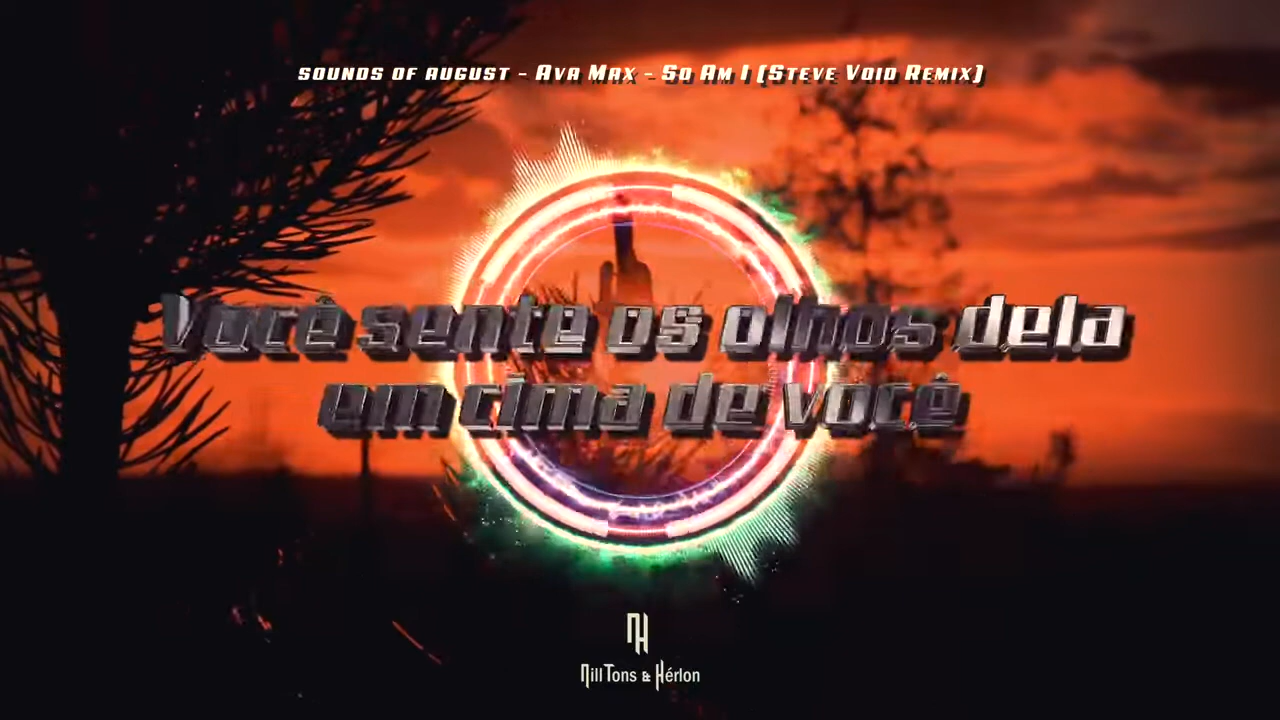 SOUNDS OF AUGUST - AVA MAX - SO AM I (STEVE VOID REMIX)
Você sente os olhos dela
em cima de você
NH
Nill Tons & Hérlon